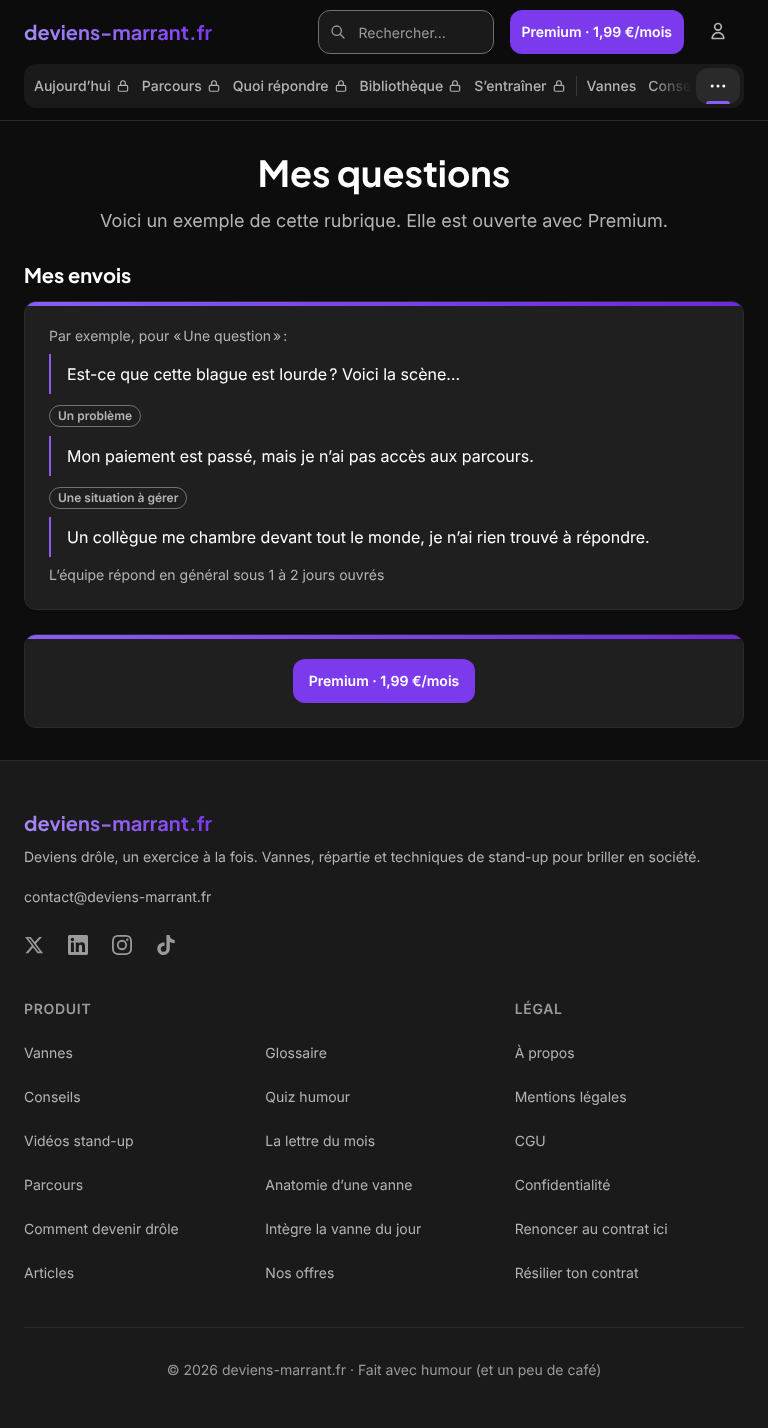 deviens-marrant.fr
Rechercher...
Premium · 1,99 €/mois
Aujourd’hui
Parcours
Quoi répondre
Bibliothèque
S’entraîner
Vannes
Conse
Mes questions
Voici un exemple de cette rubrique. Elle est ouverte avec Premium.
Mes envois
Par exemple, pour « Une question » :
Est-ce que cette blague est lourde ? Voici la scène…
Un problème
Mon paiement est passé, mais je n’ai pas accès aux parcours.
Une situation à gérer
Un collègue me chambre devant tout le monde, je n’ai rien trouvé à répondre.
L’équipe répond en général sous 1 à 2 jours ouvrés
Premium · 1,99 €/mois
deviens-marrant.fr
Deviens drôle, un exercice à la fois. Vannes, répartie et techniques de stand-up pour briller en société.
contact@deviens-marrant.fr
PRODUIT
Vannes
Conseils
Vidéos stand-up
Parcours
Comment devenir drôle
Articles
Glossaire
Quiz humour
La lettre du mois
Anatomie d’une vanne
Intègre la vanne du jour
Nos offres
LÉGAL
À propos
Mentions légales
CGU
Confidentialité
Renoncer au contrat ici
Résilier ton contrat
© 2026 deviens-marrant.fr · Fait avec humour (et un peu de café)